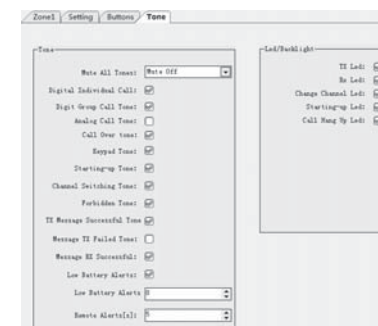 Zone1 Setting Buttons Tone
Tone
Mute All Tones: Mute Off
Digital Individual Call:
Digit Group Call Tone:
Analog Call Tone:
Call Over tone:
Keypad Tone:
Starting-up Tone:
Channel Switching Tone:
Forbidden Tone:
TX Message Successful Tone
Message TX Failed Tone:
Message RX Successful:
Low Battery Alerts:
Low Battery Alerts
Remote Alerts[s]: 5
Led/Backlight
TX Led:
Rx Led:
Change Channel Led:
Starting-up Led:
Call Hang Up Led: